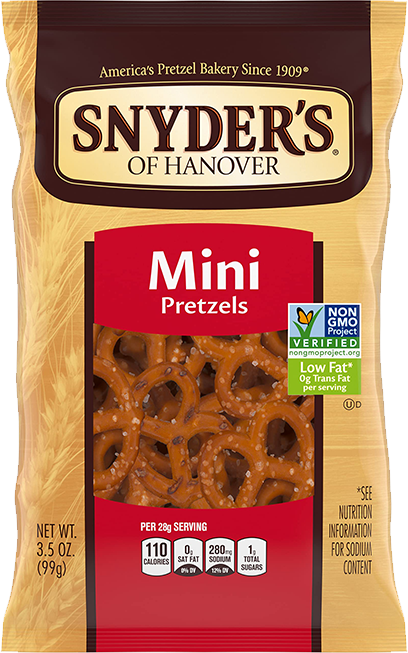 America's Pretzel Bakery Since 1909®
SNYDER'S®
OF HANOVER
Mini
Pretzels
NON
GMO
Project
VERIFIED
nongmoproject.org
Low Fat*
0g Trans Fat
per serving
U D
*SEE
NUTRITION
INFORMATION
FOR SODIUM
CONTENT
NET WT.
3.5 OZ.
(99g)
PER 28g SERVING
110
CALORIES
0g
SAT FAT
0% DV
280mg
SODIUM
12% DV
1g
TOTAL
SUGARS